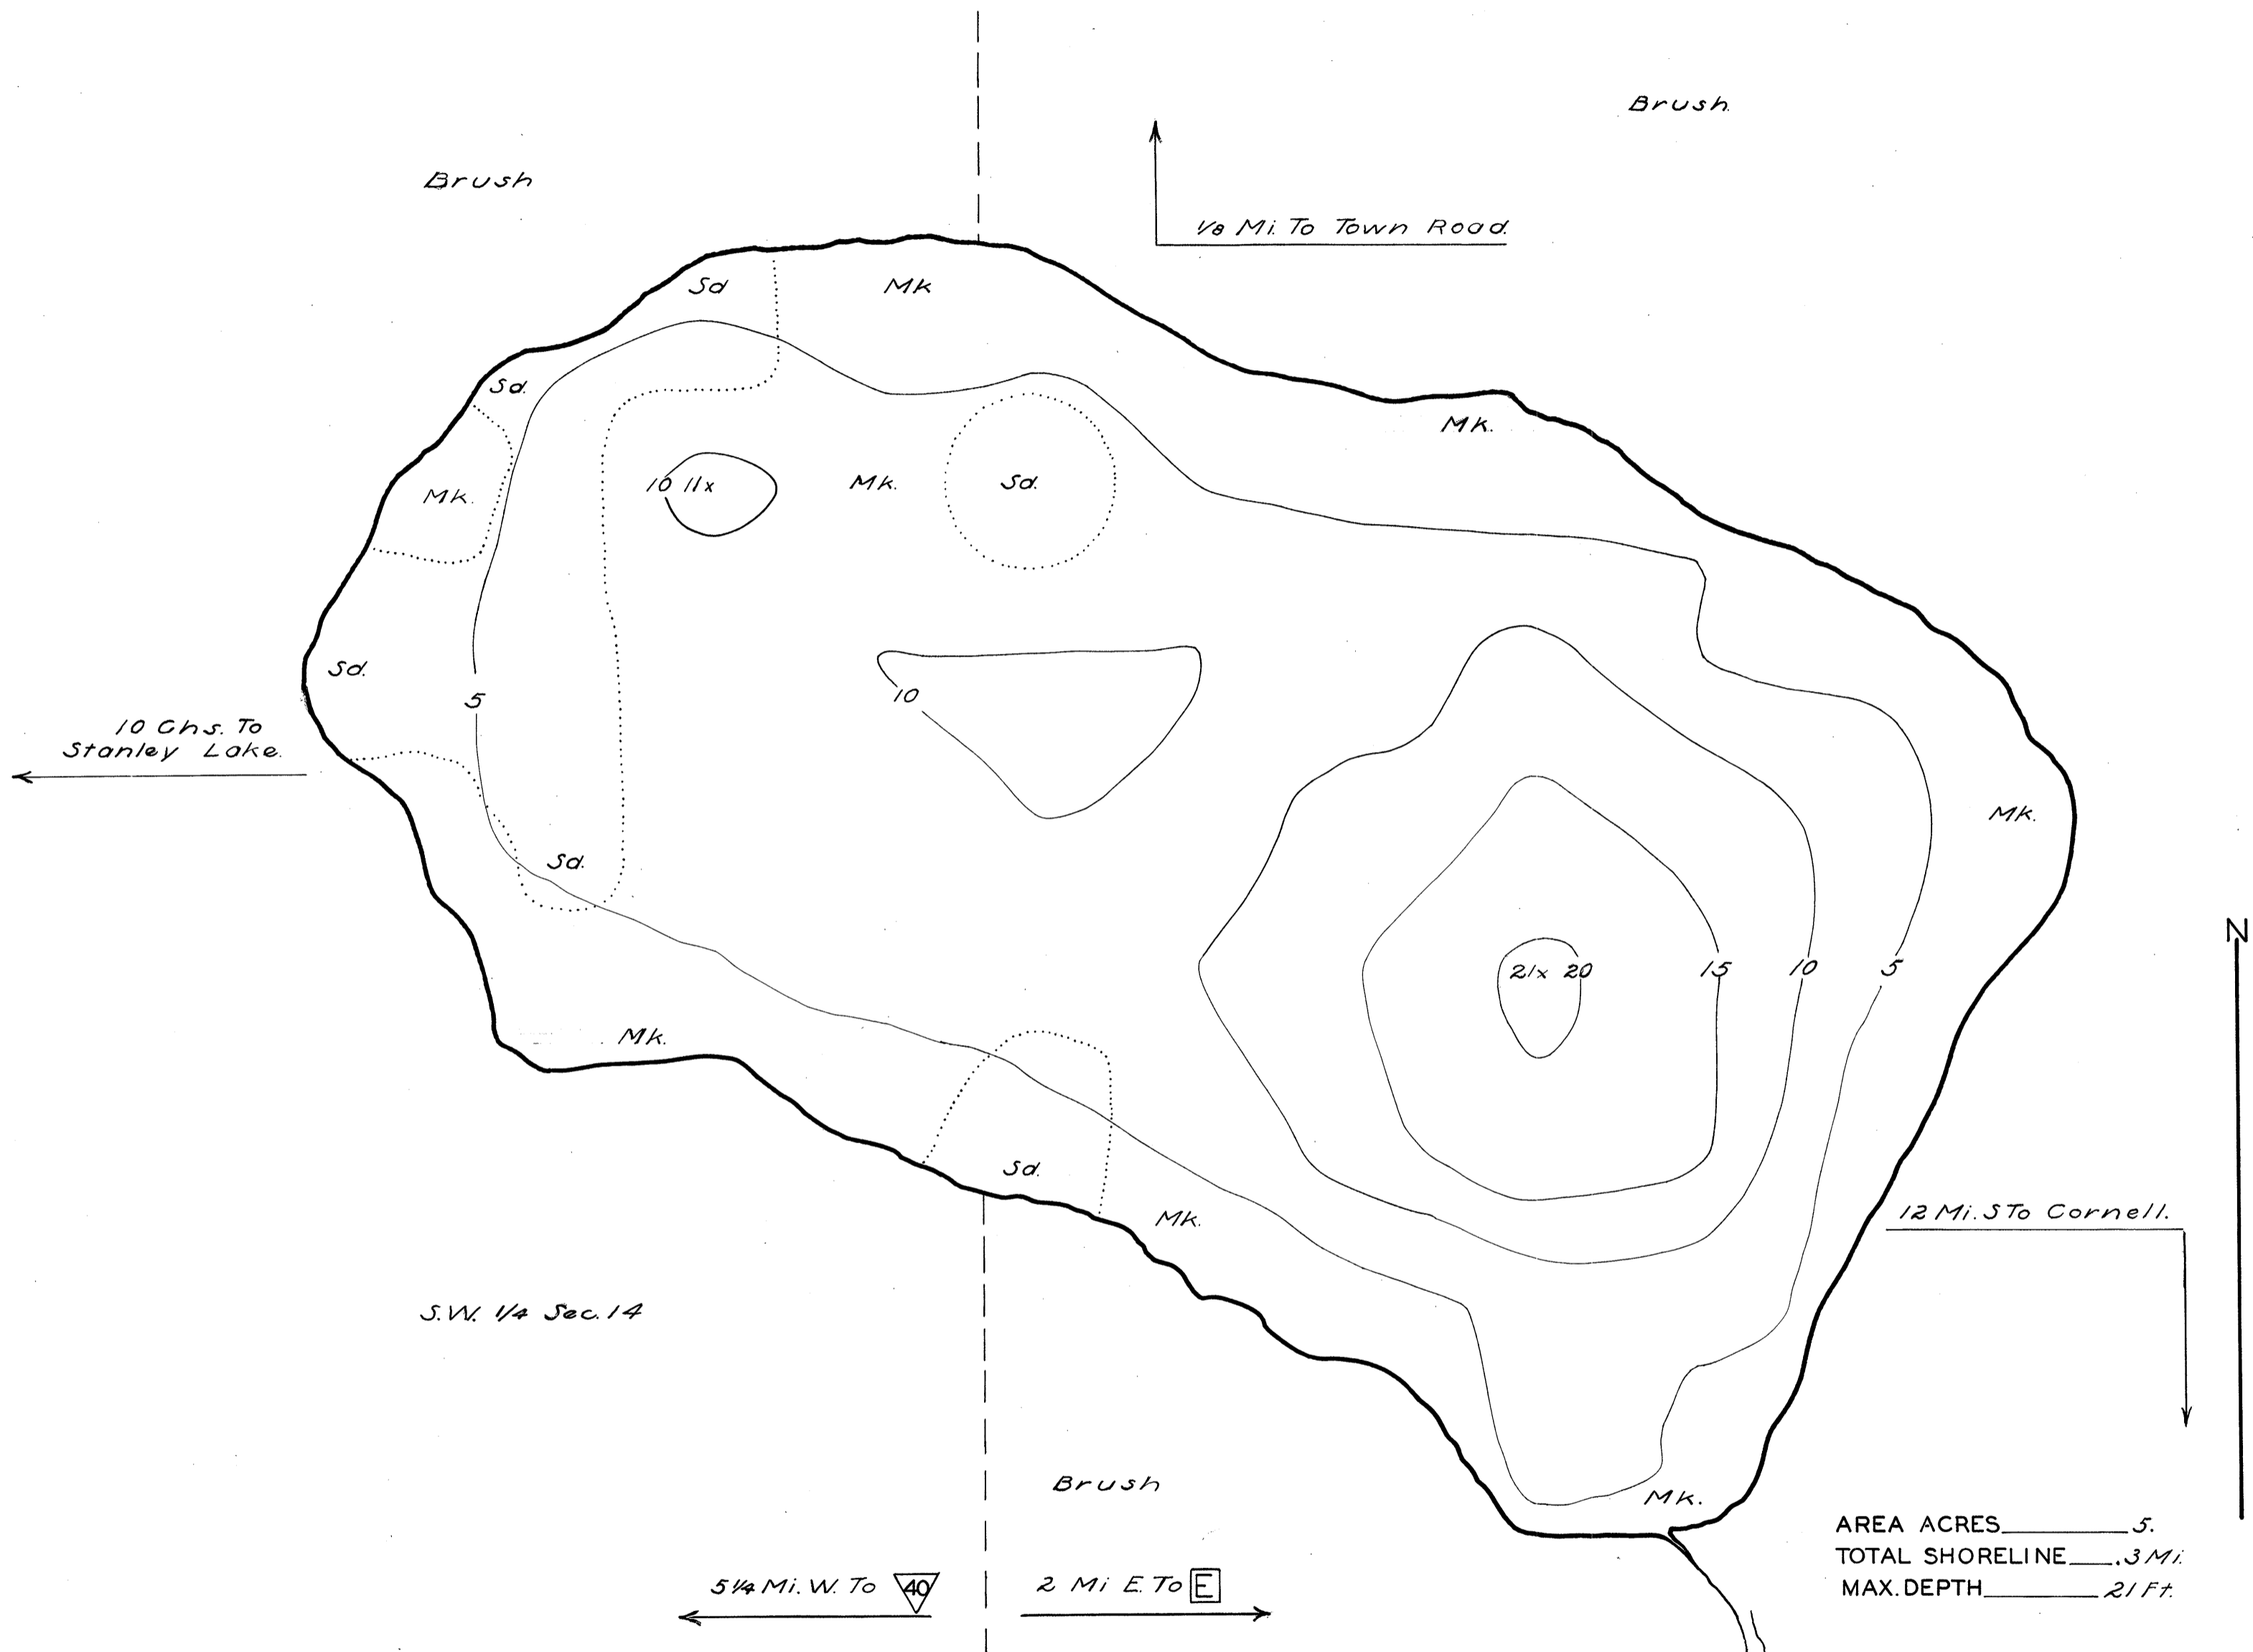 Brush.
Brush
1/8 Mi. To Town Road.
Sd
Mk
Sd.
Mk.
Mk.
10 11x
Mk.
Sd.
Sd.
5
10
10 Chs. To
Stanley Lake.
Mk.
Sd.
21x 20
15
10
5
N
Mk.
Sd.
Mk.
12 Mi. S To Cornell.
S.W. 1/4 Sec. 14
Brush
Mk.
AREA ACRES 5.
TOTAL SHORELINE .3 Mi.
MAX. DEPTH 21 Ft.
5 1/4 Mi. W. To 40
2 Mi E. To E